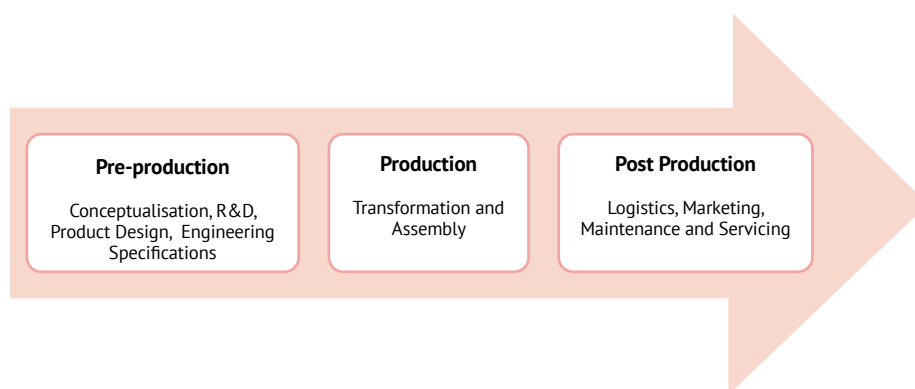 Pre-production
Conceptualisation, R&D,
Product Design, Engineering
Specifications
Production
Transformation and
Assembly
Post Production
Logistics, Marketing,
Maintenance and Servicing